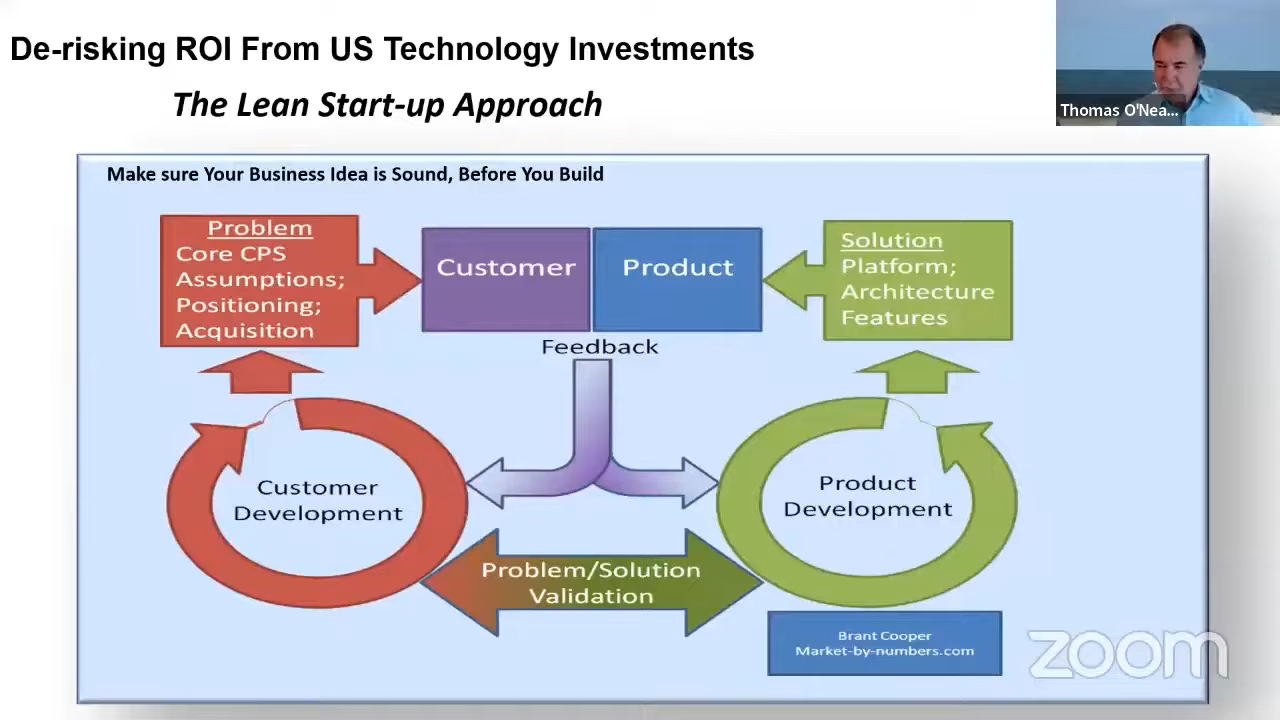 De-risking ROI From US Technology Investments
The Lean Start-up Approach
Thomas O'Nea...
Make sure Your Business Idea is Sound, Before You Build
Problem
Core CPS
Assumptions;
Positioning;
Acquisition
Customer
Product
Solution
Platform;
Architecture
Features
Feedback
Customer
Development
Product
Development
Problem/Solution
Validation
Brant Cooper
Market-by-numbers.com
zoom